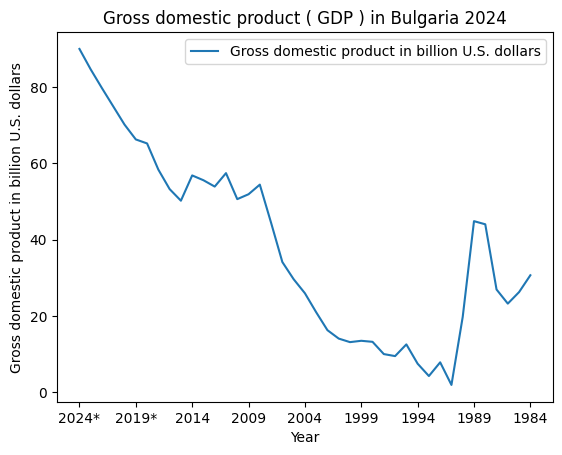 Gross domestic product ( GDP ) in Bulgaria 2024
Gross domestic product in billion U.S. dollars
Gross domestic product in billion U.S. dollars
80
60
40
20
0
2024* 2019* 2014 2009 2004 1999 1994 1989 1984
Year